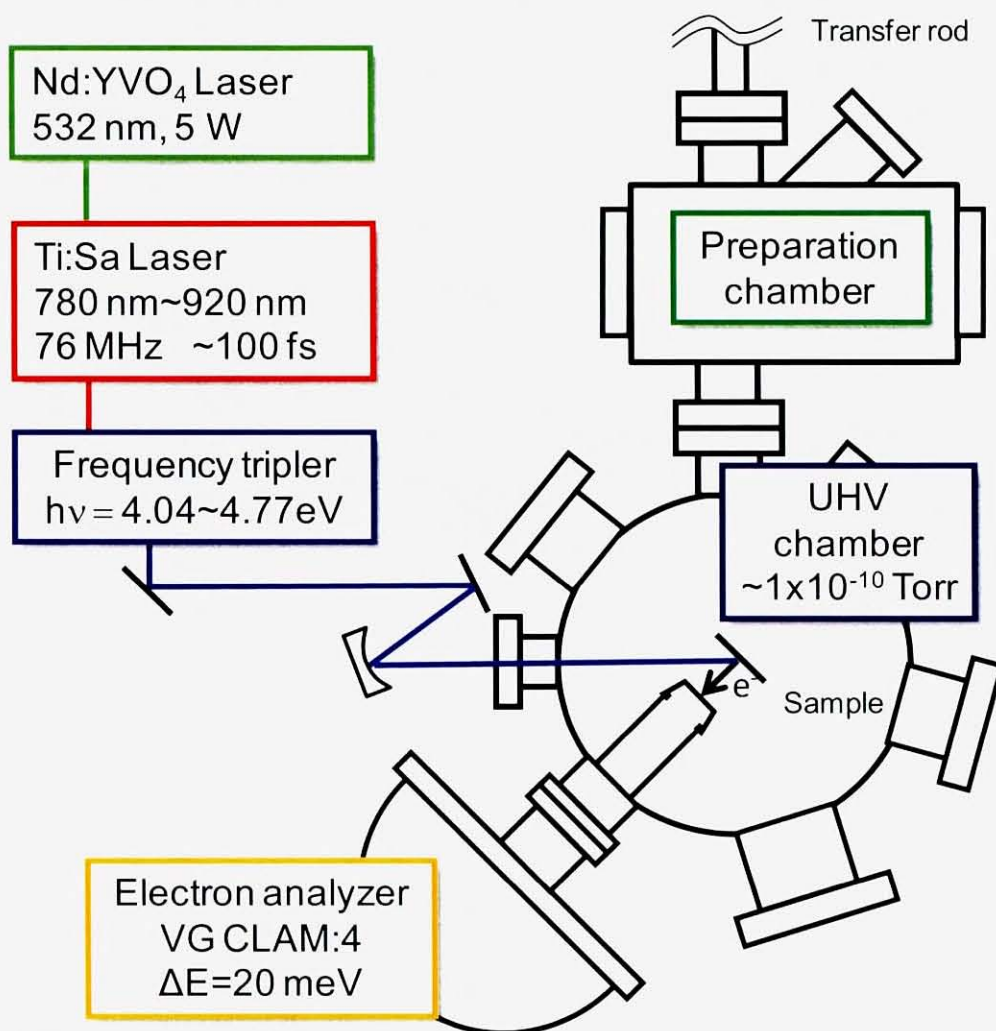 Transfer rod
Nd:YVO₄ Laser
532 nm, 5 W
Ti:Sa Laser
780 nm~920 nm
76 MHz ~100 fs
Preparation
chamber
Frequency tripler
hν = 4.04~4.77eV
UHV
chamber
~1x10⁻¹⁰ Torr
e⁻
Sample
Electron analyzer
VG CLAM:4
ΔE=20 meV